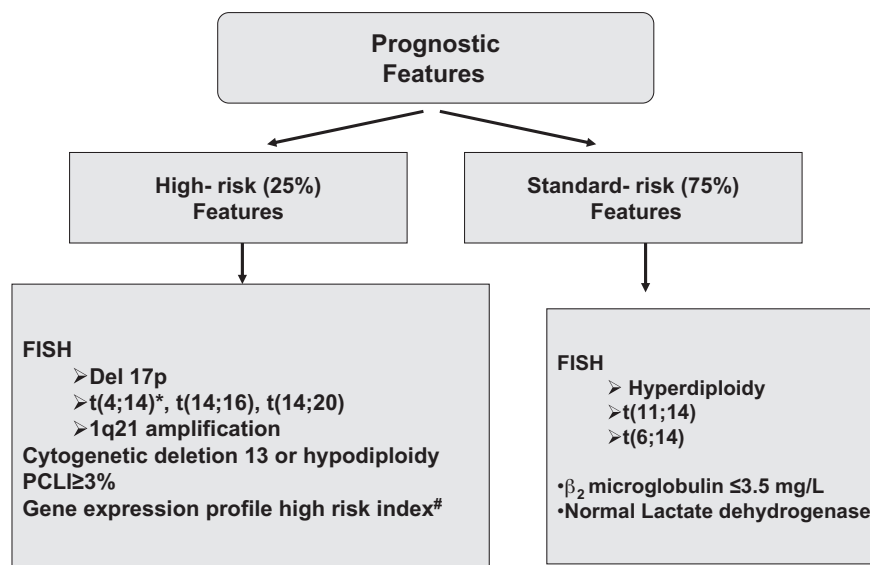 Prognostic
Features
High- risk (25%)
Features
Standard- risk (75%)
Features
FISH
➢Del 17p
➢t(4;14)*, t(14;16), t(14;20)
➢1q21 amplification
Cytogenetic deletion 13 or hypodiploidy
PCLI≥3%
Gene expression profile high risk index#
FISH
➢ Hyperdiploidy
➢t(11;14)
➢t(6;14)
•β2 microglobulin ≤3.5 mg/L
•Normal Lactate dehydrogenase